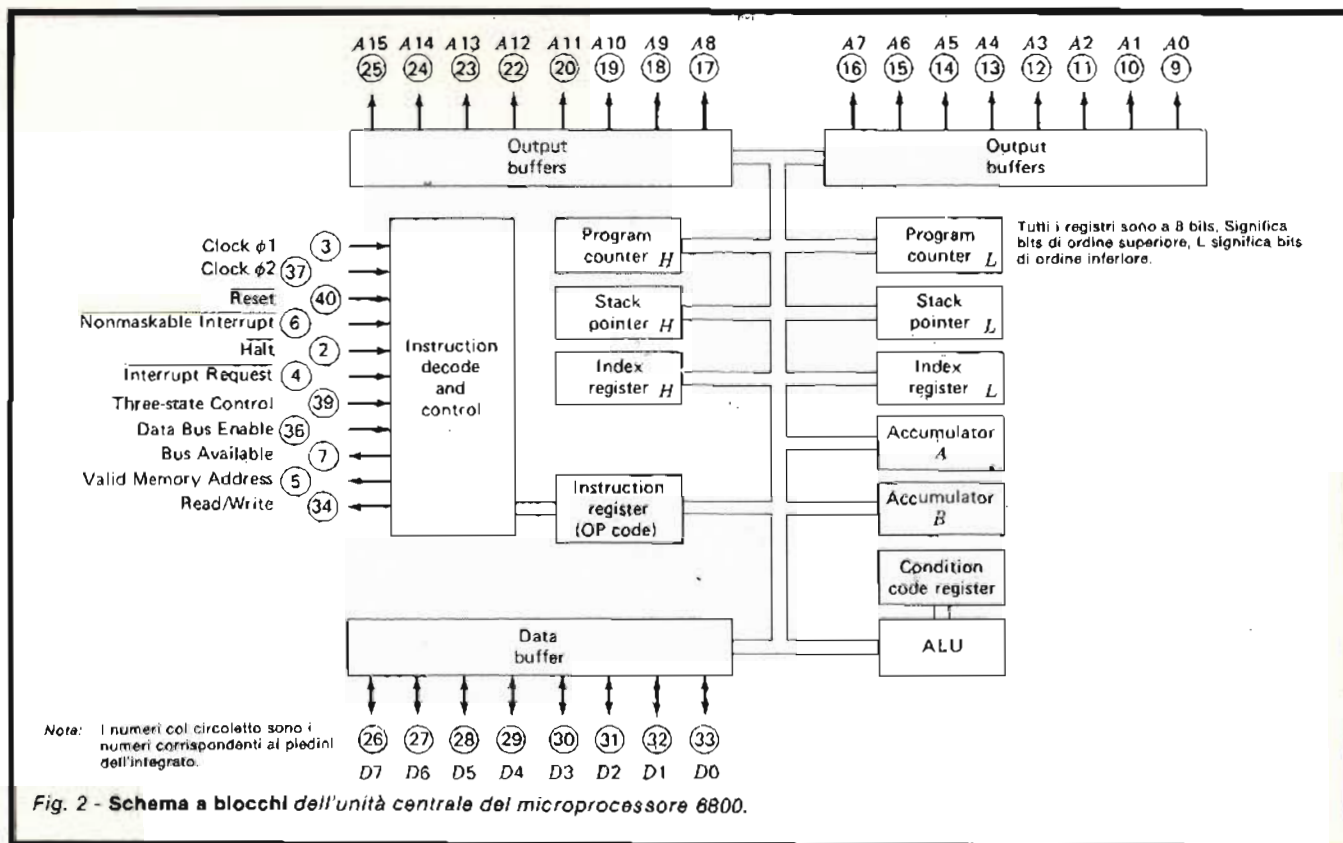 A15 A14 A13 A12 A11 A10 A9 A8 A7 A6 A5 A4 A3 A2 A1 A0
25 24 23 22 20 19 18 17 16 15 14 13 12 11 10 9
Output
buffers
Output
buffers
Clock φ1 3
Clock φ2 37
Reset 40
Nonmaskable Interrupt 6
Halt 2
Interrupt Request 4
Three-state Control 39
Data Bus Enable 36
Bus Available 7
Valid Memory Address 5
Read/Write 34
Instruction
decode
and
control
Program
counter H
Stack
pointer H
Index
register H
Instruction
register
(OP code)
Program
counter L
Stack
pointer L
Index
register L
Accumulator
A
Accumulator
B
Condition
code register
ALU
Tutti i registri sono a 8 bits, Significa
bits di ordine superiore, L significa bits
di ordine inferiore.
Data
buffer
Nota: I numeri col circoletto sono i
numeri corrispondenti ai piedini
dell'integrato.
26 27 28 29 30 31 32 33
D7 D6 D5 D4 D3 D2 D1 D0
Fig. 2 - Schema a blocchi dell'unità centrale del microprocessore 6800.